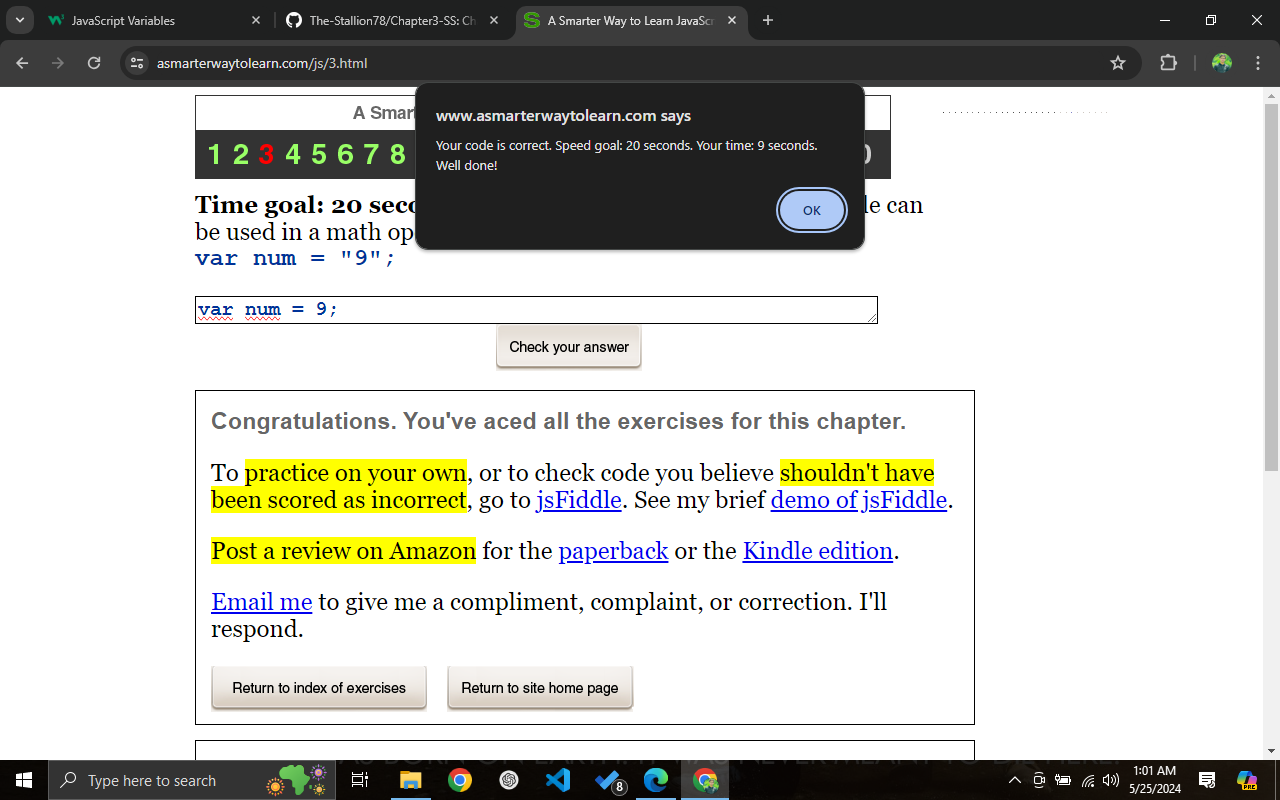 JavaScript Variables
The-Stallion78/Chapter3-SS: Ch
A Smarter Way to Learn JavaScr
asmarterwaytolearn.com/js/3.html
www.asmarterwaytolearn.com says
Your code is correct. Speed goal: 20 seconds. Your time: 9 seconds.
Well done!
OK
A Smart
1 2 3 4 5 6 7 8
Time goal: 20 seco
can
be used in a math op
var num = "9";
var num = 9;
Check your answer
Congratulations. You've aced all the exercises for this chapter.
To practice on your own, or to check code you believe shouldn't have
been scored as incorrect, go to jsFiddle. See my brief demo of jsFiddle.
Post a review on Amazon for the paperback or the Kindle edition.
Email me to give me a compliment, complaint, or correction. I'll
respond.
Return to index of exercises
Return to site home page
Type here to search
8
1:01 AM
5/25/2024
PRE